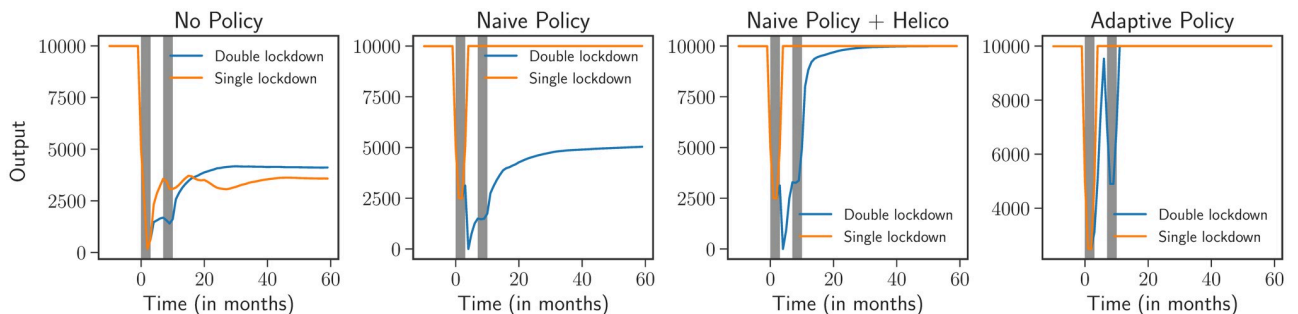 No Policy
Output
10000
7500
5000
2500
0
Double lockdown
Single lockdown
0
20
40
60
Time (in months)
Naive Policy
10000
7500
5000
2500
0
Double lockdown
Single lockdown
0
20
40
60
Time (in months)
Naive Policy + Helico
10000
7500
5000
2500
0
Double lockdown
Single lockdown
0
20
40
60
Time (in months)
Adaptive Policy
10000
8000
6000
4000
Double lockdown
Single lockdown
0
20
40
60
Time (in months)